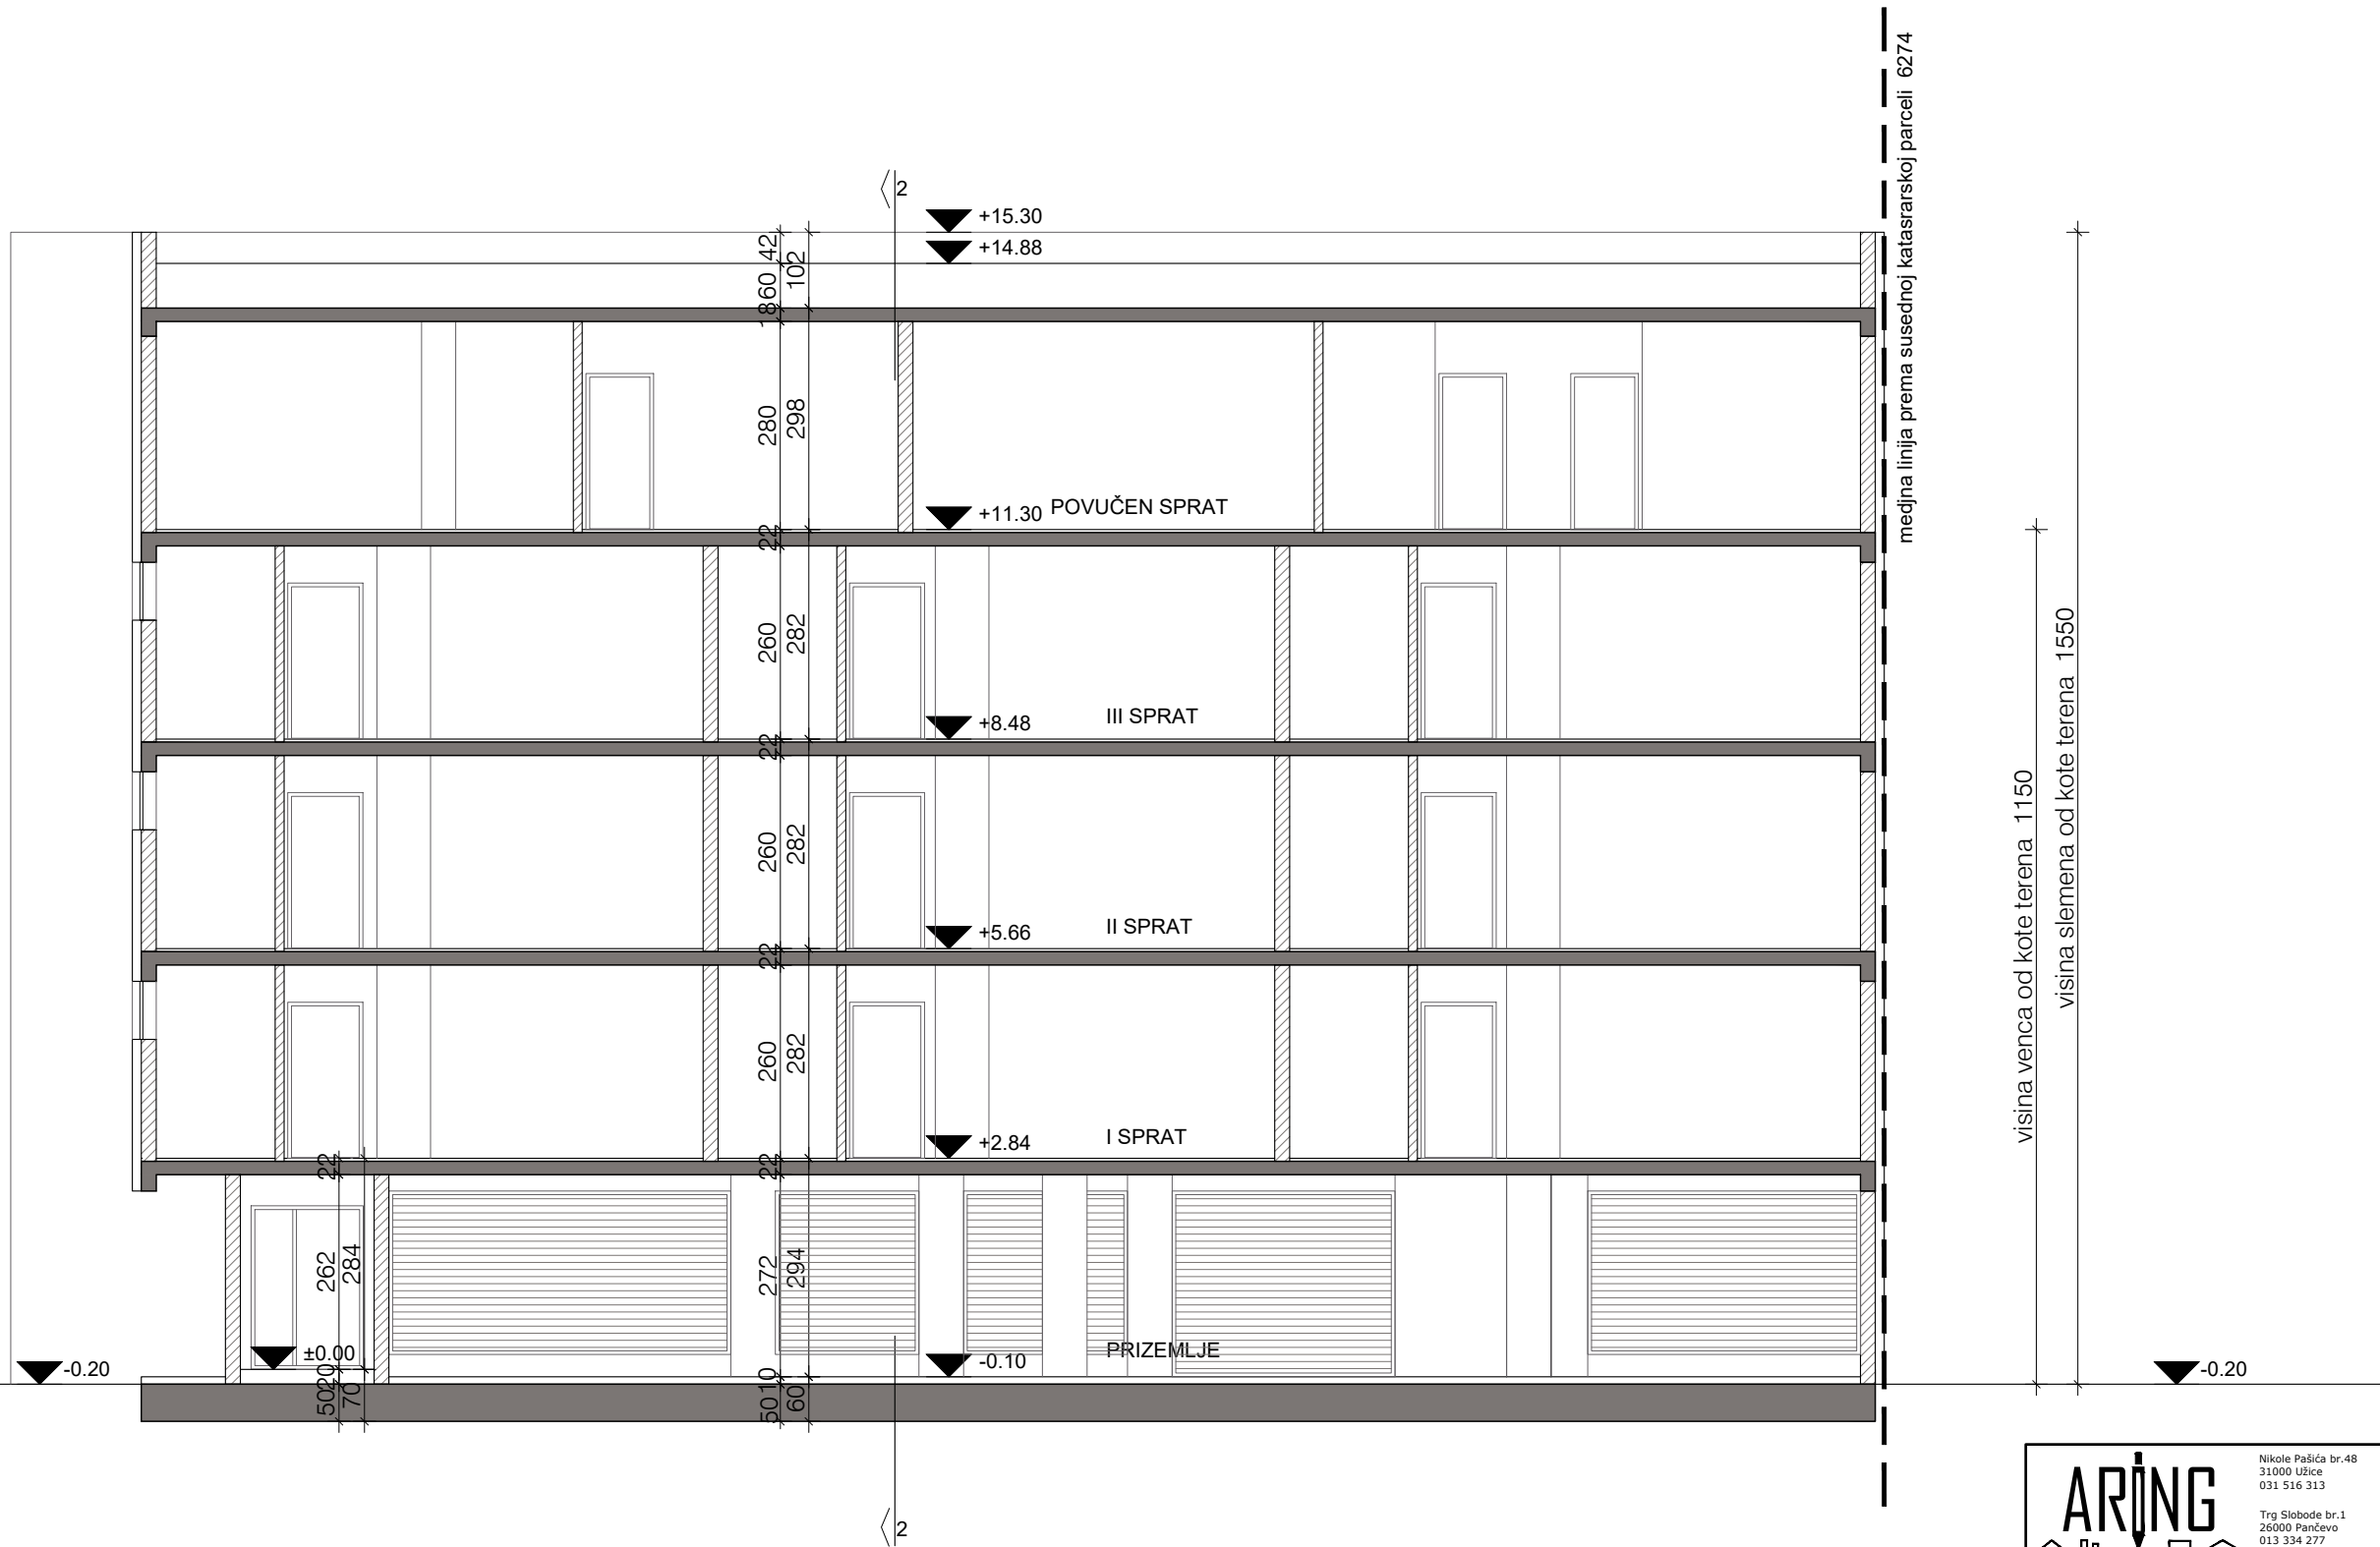 medjna linija prema susednoj katasrarskoj parceli 6274
2
+15.30
+14.88
42
102
60
18
280
298
+11.30 POVUČEN SPRAT
22
260
282
III SPRAT
+8.48
22
260
282
II SPRAT
+5.66
22
260
282
I SPRAT
+2.84
22
22
262
284
272
294
±0.00
PRIZEMLJE
-0.10
-0.20
-0.20
20
50
70
10
50
60
2
visina venca od kote terena 1150
visina slemena od kote terena 1550
ARING
Nikole Pašića br.48
31000 Užice
031 516 313
Trg Slobode br.1
26000 Pančevo
013 334 277